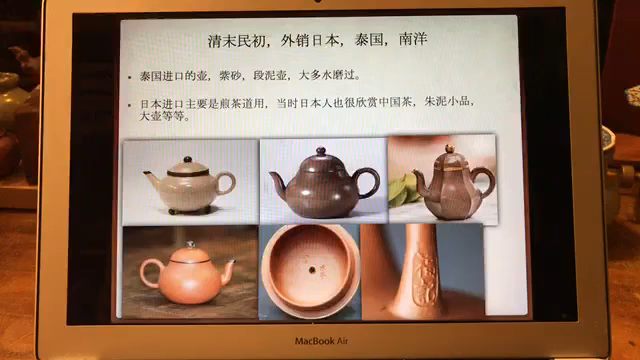 清末民初，外销日本，泰国，南洋
• 泰国进口的壶，紫砂，段泥壶，大多水磨过。
• 日本进口主要是煎茶道用，当时日本人也很欣赏中国茶，朱泥小品，
大壶等等。
MacBook Air